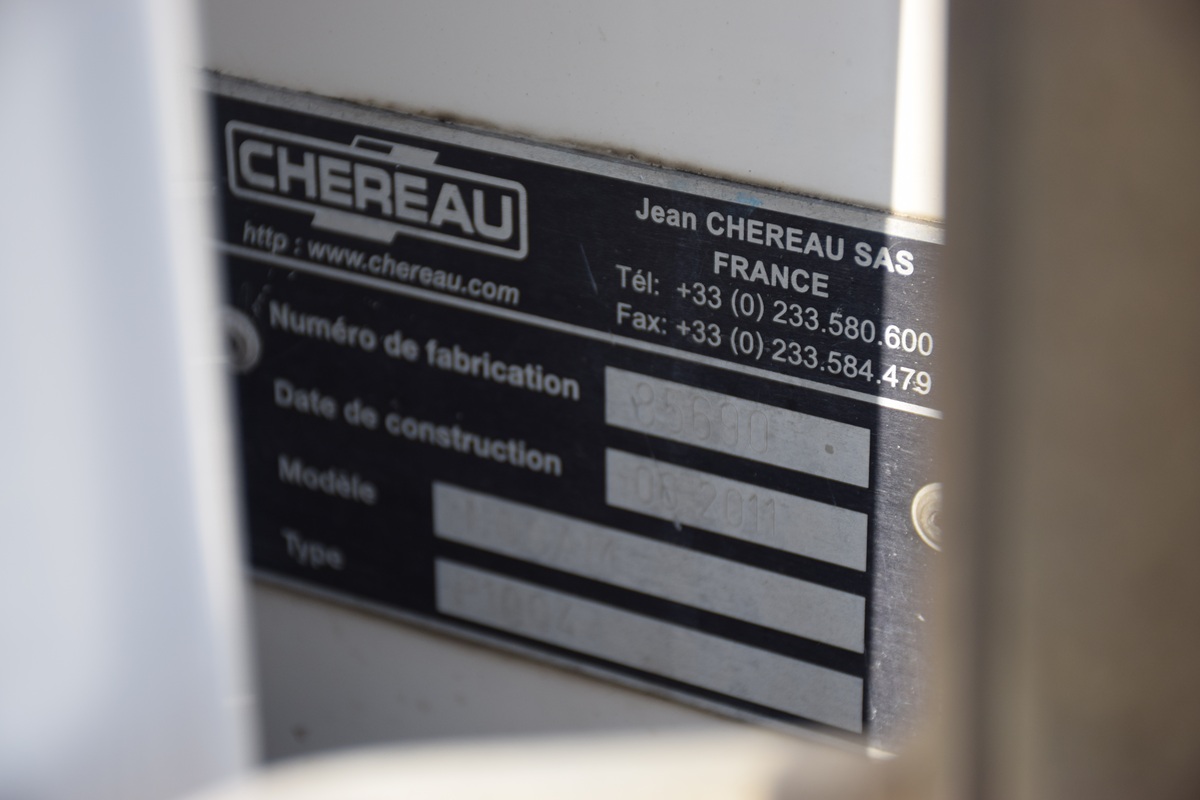 CHEREAU
http : www.chereau.com
Jean CHEREAU SAS
FRANCE
Tél: +33 (0) 233.580.600
Fax: +33 (0) 233.584.479
Numéro de fabrication
Date de construction 2011
Modèle
Type